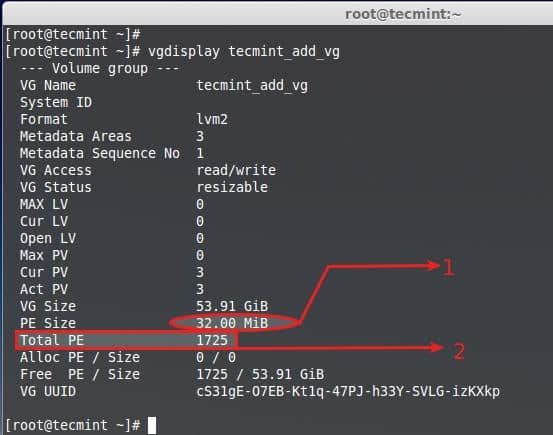 root@tecmint:~
[root@tecmint ~]#
[root@tecmint ~]# vgdisplay tecmint_add_vg
--- Volume group ---
VG Name tecmint_add_vg
System ID
Format lvm2
Metadata Areas 3
Metadata Sequence No 1
VG Access read/write
VG Status resizable
MAX LV 0
Cur LV 0
Open LV 0
Max PV 0
Cur PV 3
Act PV 3
VG Size 53.91 GiB
PE Size 32.00 MiB 1
Total PE 1725 2
Alloc PE / Size 0 / 0
Free PE / Size 1725 / 53.91 GiB
VG UUID cS31gE-O7EB-Kt1q-47PJ-h33Y-SVLG-izKXkp
[root@tecmint ~]#